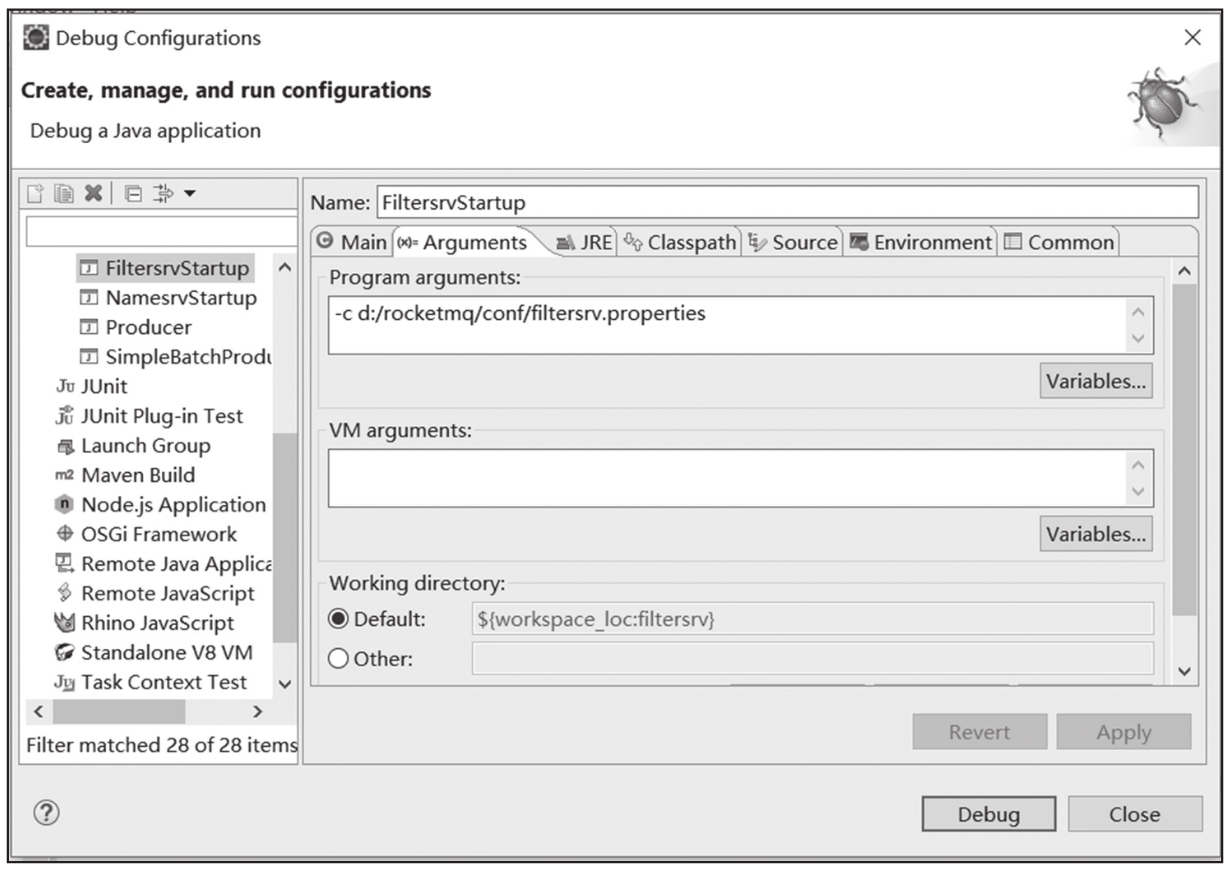 Debug Configurations
Create, manage, and run configurations
Debug a Java application
FiltersrvStartup
NamesrvStartup
Producer
SimpleBatchProdu
JUnit
JUnit Plug-in Test
Launch Group
m2 Maven Build
Node.js Application
OSGi Framework
Remote Java Applica
Remote JavaScript
Rhino JavaScript
Standalone V8 VM
Task Context Test
Filter matched 28 of 28 items
Name: FiltersrvStartup
Main (x)= Arguments JRE Classpath Source Environment Common
Program arguments:
-c d:/rocketmq/conf/filtersrv.properties
Variables...
VM arguments:
Variables...
Working directory:
Default: ${workspace_loc:filtersrv}
Other:
Revert Apply
Debug Close